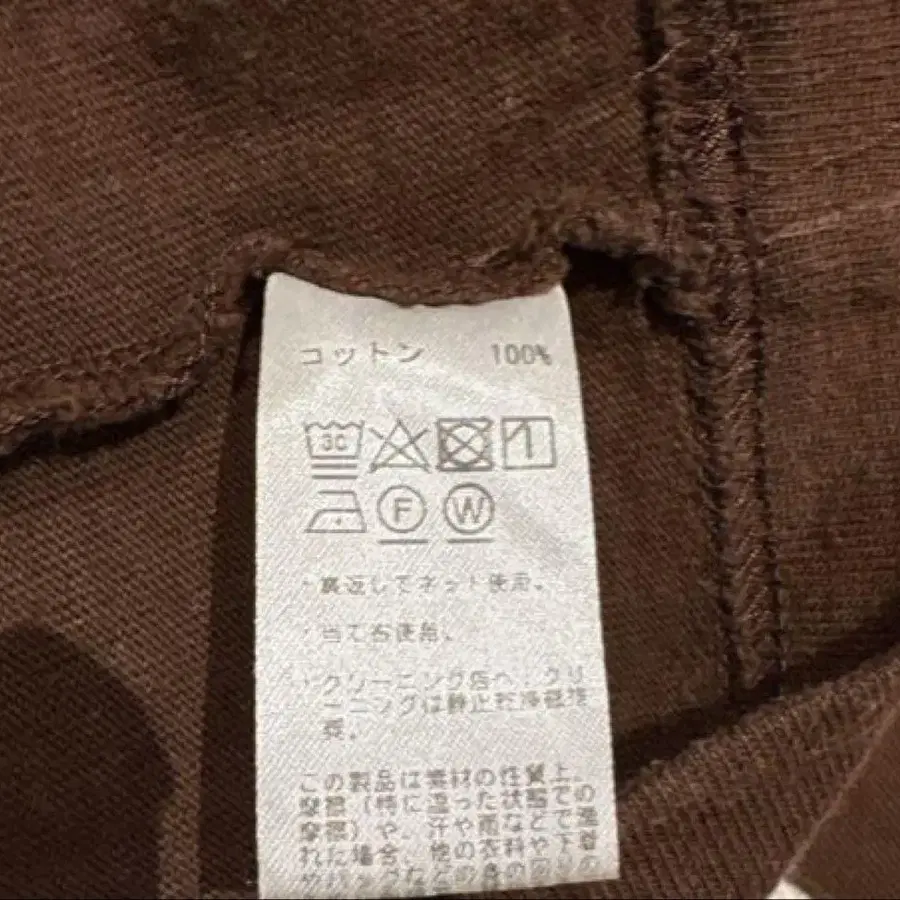 コットン 100%
30
F W
・裏返してネット使用。
・当て布使用。
・クリーニング店へ:クリ
ーニングは静止乾燥
奨。
この製品は素材の性質上、
摩擦(特に湿った状態での
摩擦)や、汗や雨などで濡
れた場合、他の衣料や下着